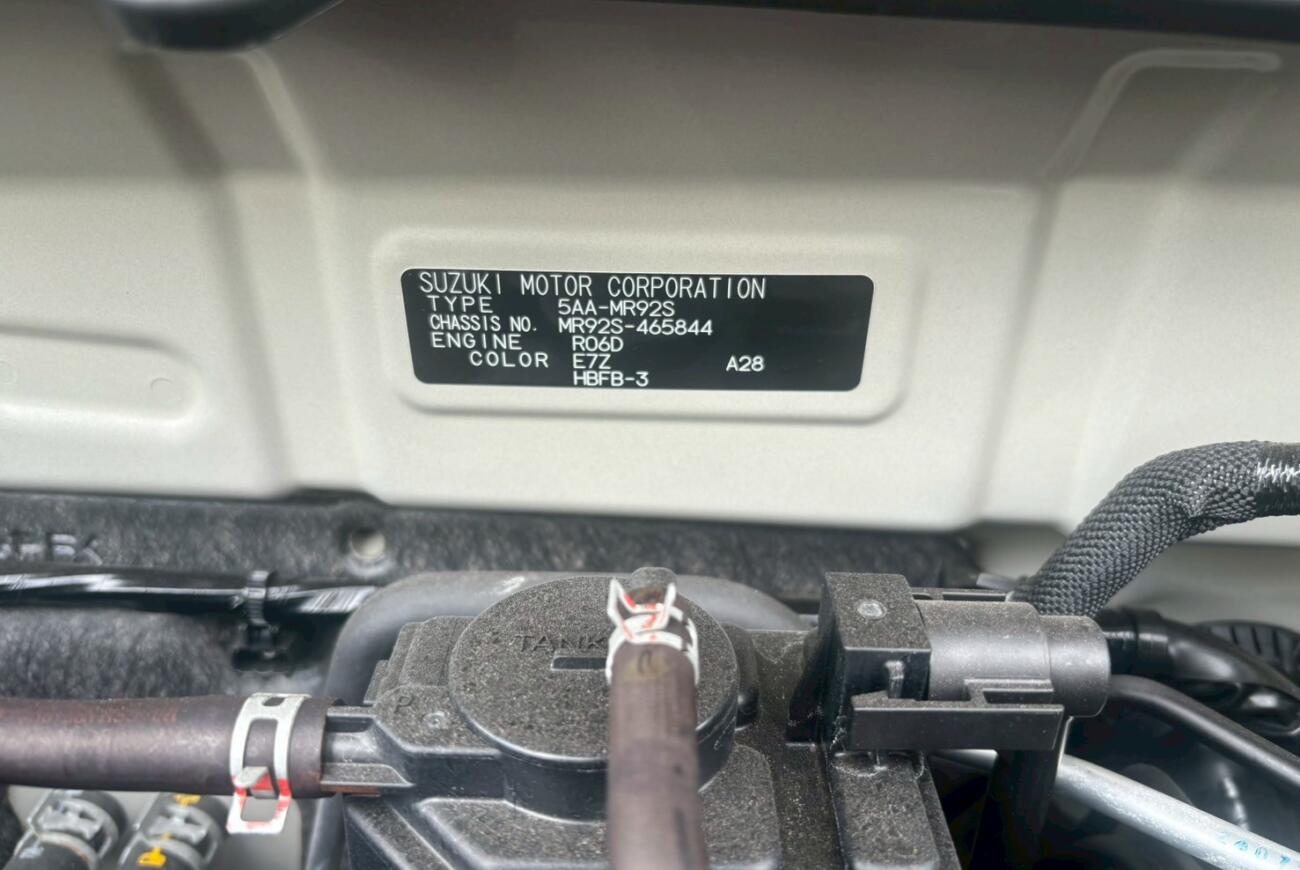 SUZUKI MOTOR CORPORATION
TYPE 5AA-MR92S
CHASSIS NO. MR92S-465844
ENGINE R06D
COLOR E7Z A28
HBFB-3
TANK
P